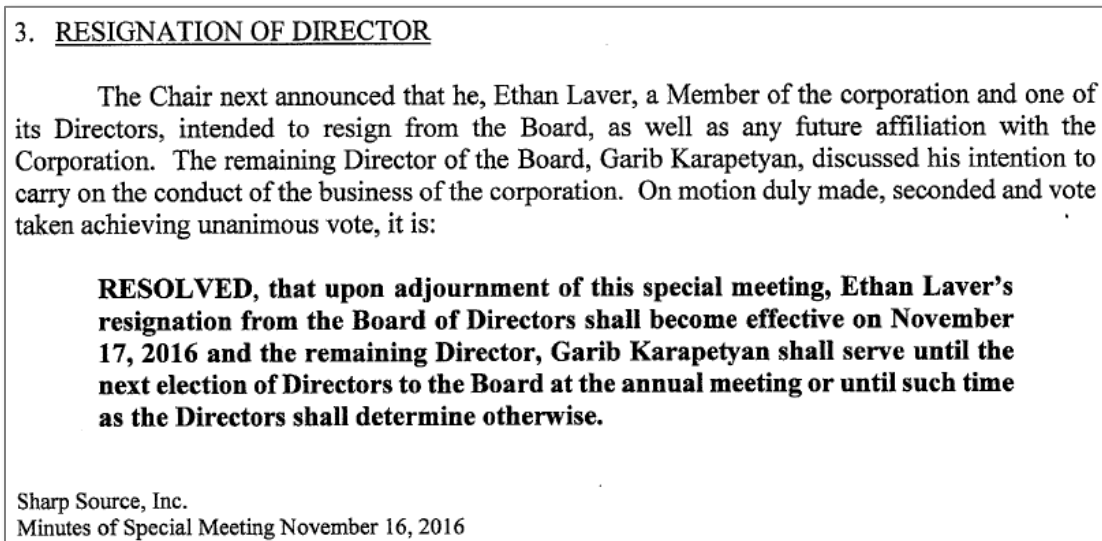 3. RESIGNATION OF DIRECTOR
The Chair next announced that he, Ethan Laver, a Member of the corporation and one of
its Directors, intended to resign from the Board, as well as any future affiliation with the
Corporation. The remaining Director of the Board, Garib Karapetyan, discussed his intention to
carry on the conduct of the business of the corporation. On motion duly made, seconded and vote
taken achieving unanimous vote, it is:
RESOLVED, that upon adjournment of this special meeting, Ethan Laver's
resignation from the Board of Directors shall become effective on November
17, 2016 and the remaining Director, Garib Karapetyan shall serve until the
next election of Directors to the Board at the annual meeting or until such time
as the Directors shall determine otherwise.
Sharp Source, Inc.
Minutes of Special Meeting November 16, 2016